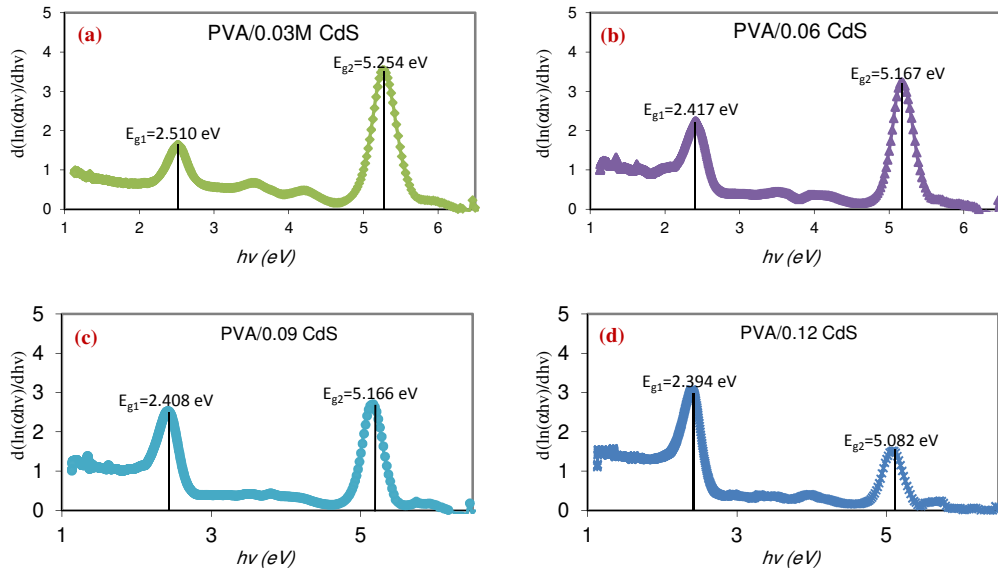 (a)
PVA/0.03M CdS
E_g1=2.510 eV
E_g2=5.254 eV
d(ln(αhν)/dhν)
5
4
3
2
1
0
1 2 3 4 5 6
hν (eV)
(b)
PVA/0.06 CdS
E_g1=2.417 eV
E_g2=5.167 eV
d(ln(αhν)/dhν)
5
4
3
2
1
0
1 2 3 4 5 6
hν (eV)
(c)
PVA/0.09 CdS
E_g1=2.408 eV
E_g2=5.166 eV
d(ln(αhν)/dhν)
5
4
3
2
1
0
1 3 5
hν (eV)
(d)
PVA/0.12 CdS
E_g1=2.394 eV
E_g2=5.082 eV
d(ln(αhν)/dhν)
5
4
3
2
1
0
1 3 5
hν (eV)